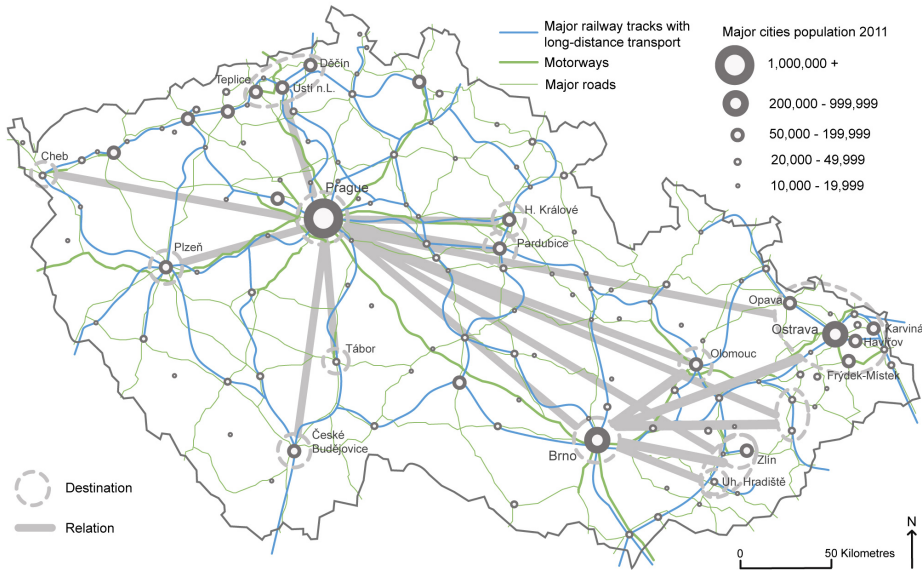 Major railway tracks with
long-distance transport
Motorways
Major roads
Major cities population 2011
1,000,000 +
200,000 - 999,999
50,000 - 199,999
20,000 - 49,999
10,000 - 19,999
Děčín
Teplice
Ústí n.L.
Cheb
Prague
H. Králové
Plzeň
Pardubice
Opava
Ostrava
Karviná
Havířov
Tábor
Olomouc
Frýdek-Místek
České
Budějovice
Brno
Zlín
Uh. Hradiště
Destination
Relation
N
0
50 Kilometres